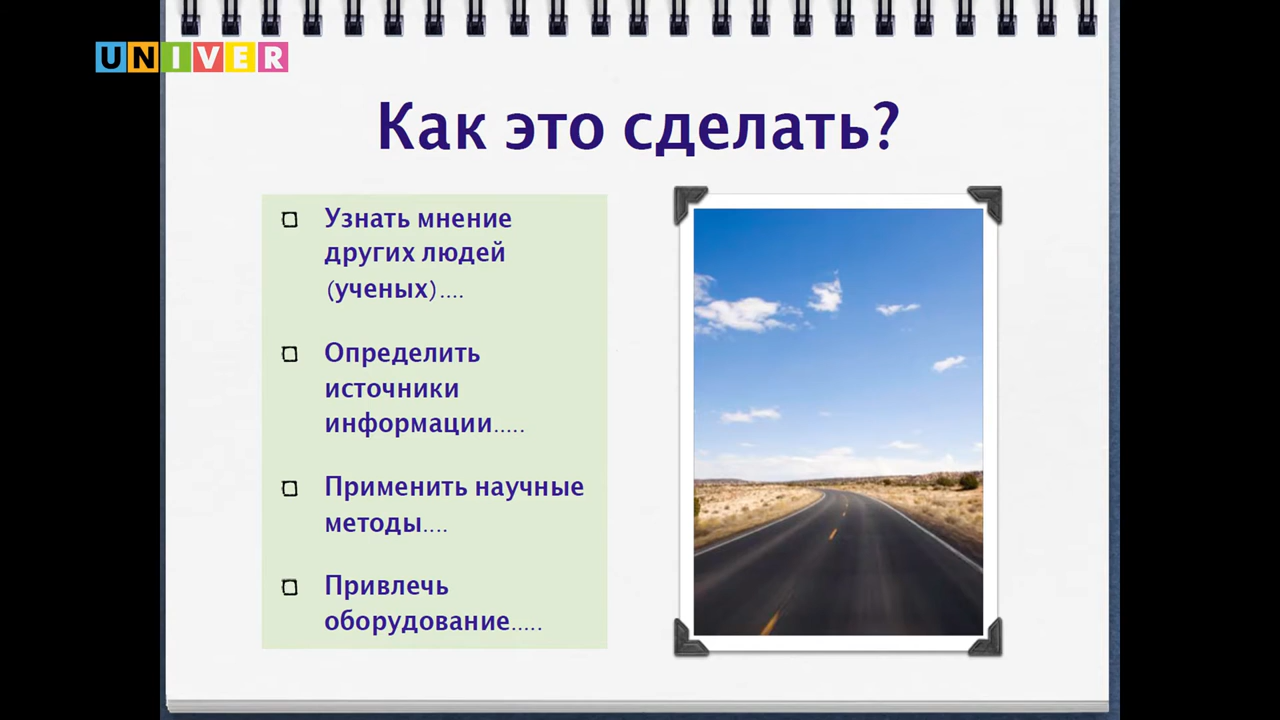 UNIVER
Как это сделать?
Узнать мнение
других людей
(ученых)....
Определить
источники
информации.....
Применить научные
методы....
Привлечь
оборудование.....